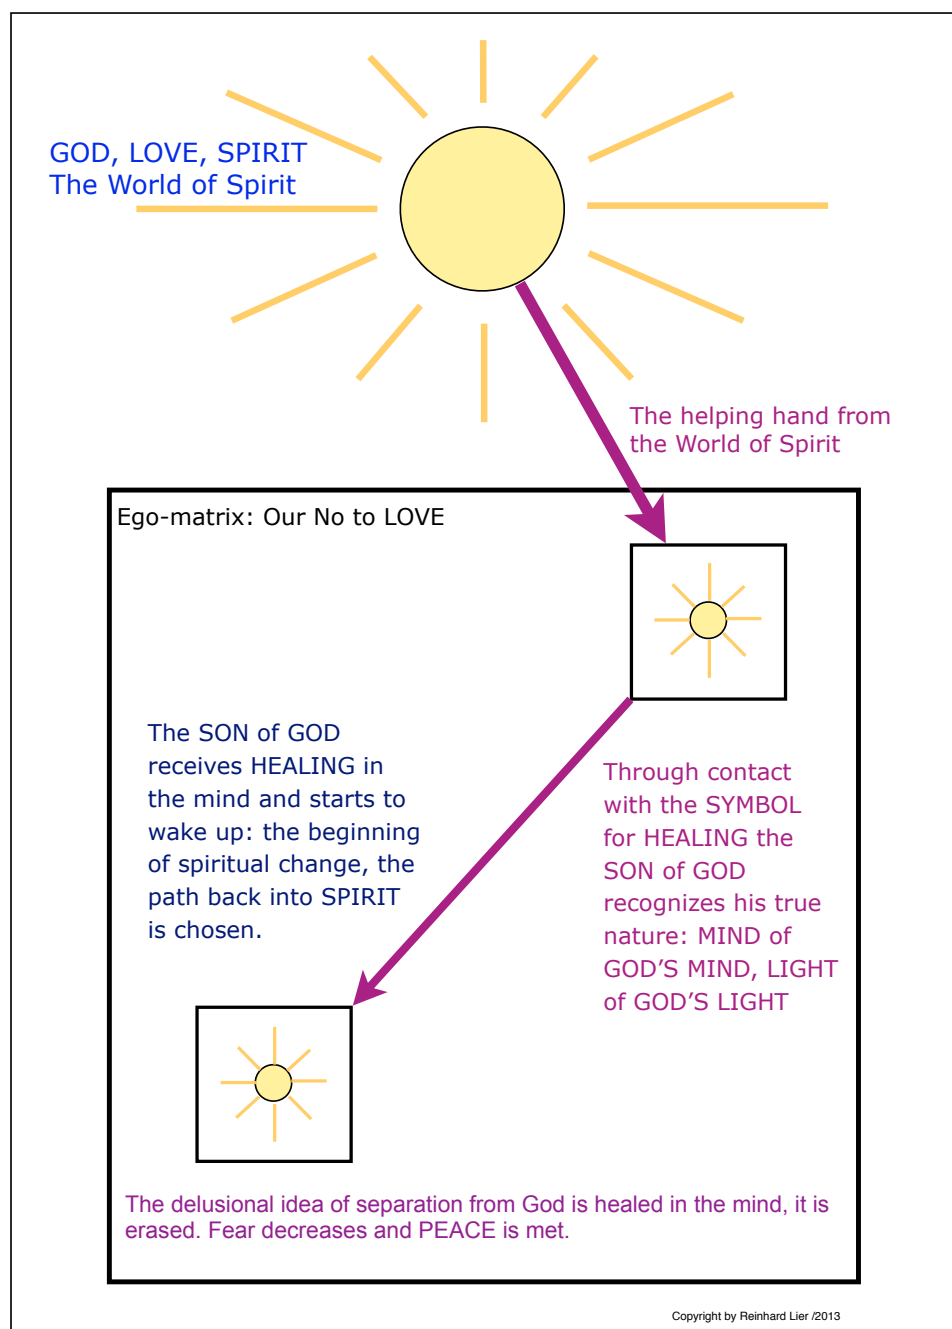 GOD, LOVE, SPIRIT
The World of Spirit
The helping hand from
the World of Spirit
Ego-matrix: Our No to LOVE
The SON of GOD
receives HEALING in
the mind and starts to
wake up: the beginning
of spiritual change, the
path back into SPIRIT
is chosen.
Through contact
with the SYMBOL
for HEALING the
SON of GOD
recognizes his true
nature: MIND of
GOD'S MIND, LIGHT
of GOD'S LIGHT
The delusional idea of separation from God is healed in the mind, it is
erased. Fear decreases and PEACE is met.
Copyright by Reinhard Lier /2013